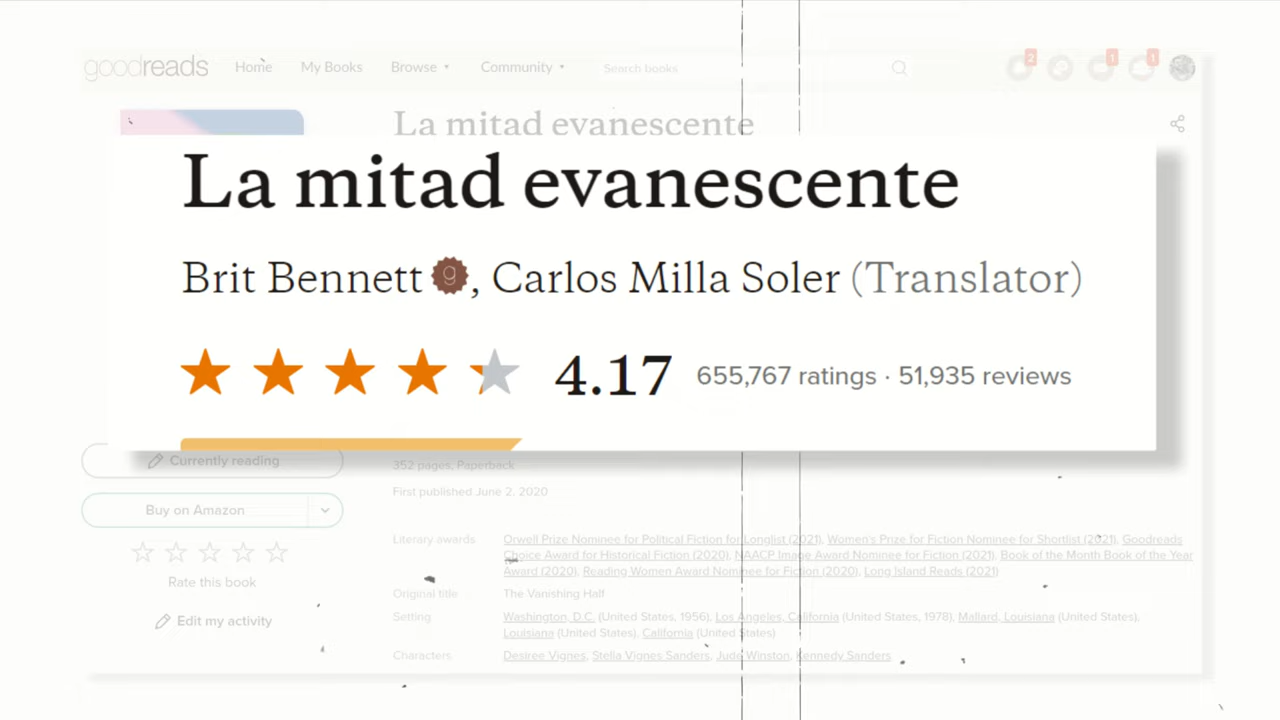 goodreads Home My Books Browse Community Search books 2 1 1
La mitad evanescente
La mitad evanescente
Brit Bennett g, Carlos Milla Soler (Translator)
4.17 655,767 ratings · 51,935 reviews
Currently reading
352 pages, Paperback
First published June 2, 2020
Buy on Amazon
Rate this book
Edit my activity
Literary awards Orwell Prize Nominee for Political Fiction for Longlist (2021), Women's Prize for Fiction Nominee for Shortlist (2021), Goodreads
Choice Award for Historical Fiction (2020), NAACP Image Award Nominee for Fiction (2021), Book of the Month Book of the Year
Award (2020), Reading Women Award Nominee for Fiction (2020), Long Island Reads (2021)
Original title The Vanishing Half
Setting Washington, D.C. (United States, 1956), Los Angeles, California (United States, 1978), Mallard, Louisiana (United States),
Louisiana (United States), California (United States)
Characters Desiree Vignes, Stella Vignes Sanders, Jude Winston, Kennedy Sanders